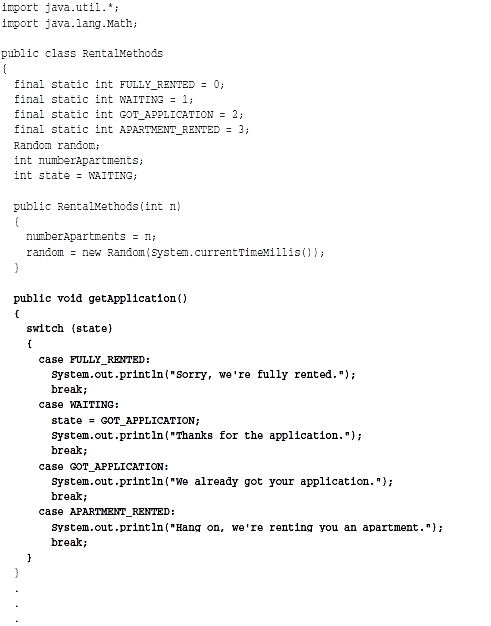 import java.util.*;
import java.lang.Math;
public class RentalMethods
{
final static int FULLY_RENTED = 0;
final static int WAITING = 1;
final static int GOT_APPLICATION = 2;
final static int APARTMENT_RENTED = 3;
Random random;
int numberApartments;
int state = WAITING;
public RentalMethods(int n)
{
numberApartments = n;
random = new Random(System.currentTimeMillis());
}
public void getApplication()
{
switch (state)
{
case FULLY_RENTED:
System.out.println("Sorry, we're fully rented.");
break;
case WAITING:
state = GOT_APPLICATION;
System.out.println("Thanks for the application.");
break;
case GOT_APPLICATION:
System.out.println("We already got your application.");
break;
case APARTMENT_RENTED:
System.out.println("Hang on, we're renting you an apartment.");
break;
}
}
.
.
.